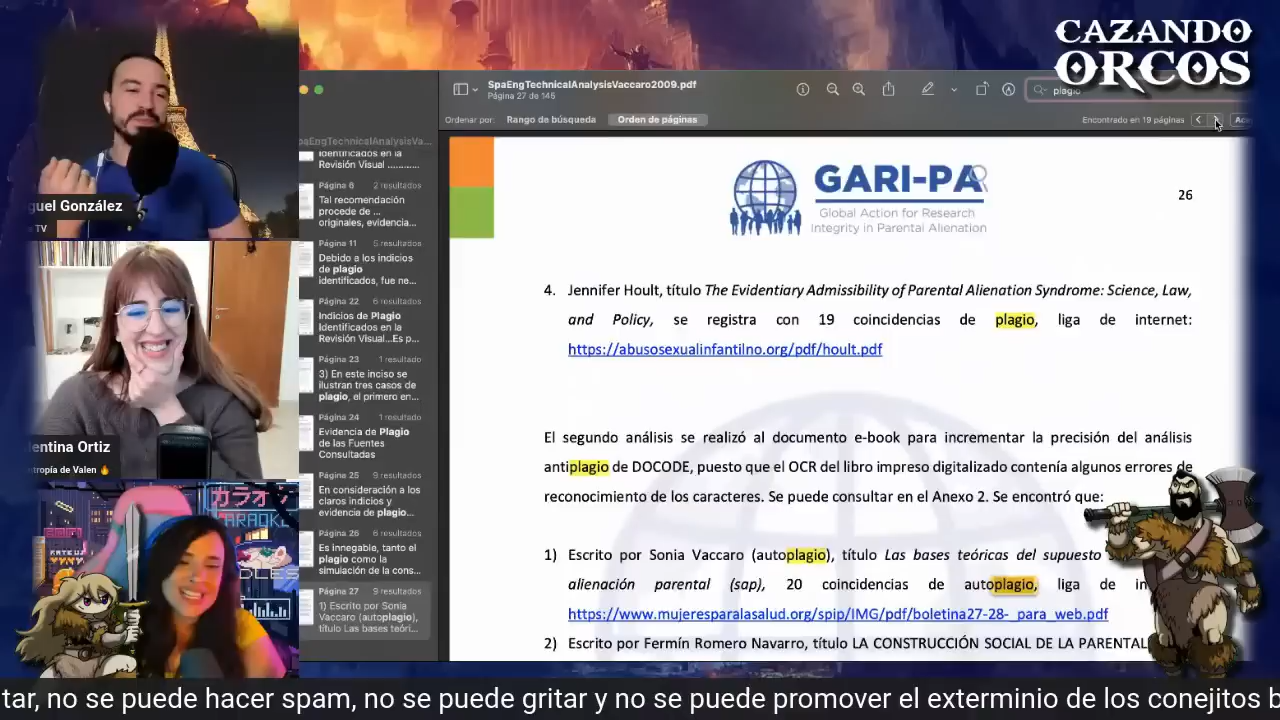 CAZANDO
ORCOS
guel González
TV
lentina Ortiz
ntropía de Valen 🔥
SpaEngTechnicalAnalysisVaccaro2009.pdf
Página 27 de 145
plagio
Ordenar por:
Rango de búsqueda
Orden de páginas
Encontrado en 19 páginas
paEngTechnicalAnalysisVa...
identificados en la
Revisión Visual ..........
Página 6 2 resultados
Tal recomendación
procede de ...
originales, evidencia...
Página 11 5 resultados
Debido a los indicios
de plagio
identificados, fue ne...
Página 22 6 resultados
Indicios de Plagio
Identificados en la
Revisión Visual...Es p...
Página 23 1 resultado
3) En este inciso se
ilustran tres casos de
plagio, el primero en...
Página 24 1 resultado
Evidencia de Plagio
de las Fuentes
Consultadas
Página 25 9 resultados
En consideración a los
claros indicios y
evidencia de plagio...
Página 26 6 resultados
Es innegable, tanto el
plagio como la
simulación de la cons...
Página 27 9 resultados
1) Escrito por Sonia
Vaccaro (autoplagio),
título Las bases teóri...
GARI-PA
Global Action for Research
Integrity in Parental Alienation
26
4. Jennifer Hoult, título The Evidentiary Admissibility of Parental Alienation Syndrome: Science, Law,
and Policy, se registra con 19 coincidencias de plagio, liga de internet:
https://abusosexualinfantilno.org/pdf/hoult.pdf
El segundo análisis se realizó al documento e-book para incrementar la precisión del análisis
antiplagio de DOCODE, puesto que el OCR del libro impreso digitalizado contenía algunos errores de
reconocimiento de los caracteres. Se puede consultar en el Anexo 2. Se encontró que:
1) Escrito por Sonia Vaccaro (autoplagio), título Las bases teóricas del supuesto
alienación parental (sap), 20 coincidencias de autoplagio, liga de in
https://www.mujeresparalasalud.org/spip/IMG/pdf/boletina27-28-_para_web.pdf
2) Escrito por Fermín Romero Navarro, título LA CONSTRUCCIÓN SOCIAL DE LA PARENTAL
tar, no se puede hacer spam, no se puede gritar y no se puede promover el exterminio de los conejitos b